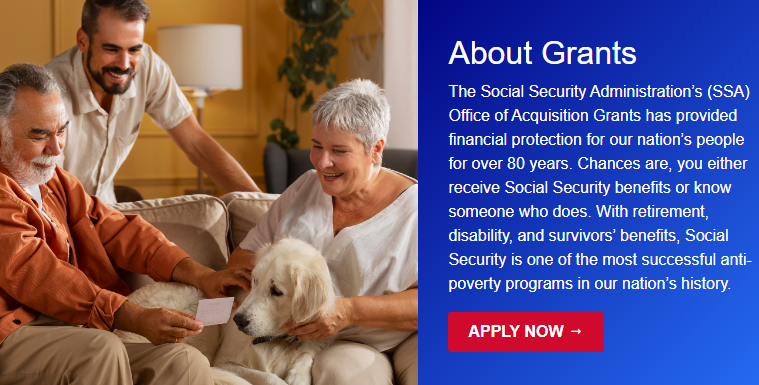 About Grants
The Social Security Administration's (SSA)
Office of Acquisition Grants has provided
financial protection for our nation's people
for over 80 years. Chances are, you either
receive Social Security benefits or know
someone who does. With retirement,
disability, and survivors' benefits, Social
Security is one of the most successful anti-
poverty programs in our nation's history.
APPLY NOW →